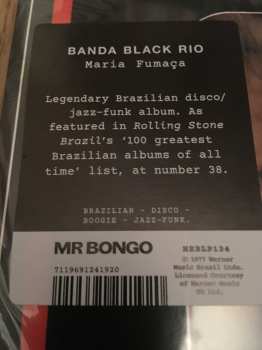 BANDA BLACK RIO
Maria Fumaça
Legendary Brazilian disco/
jazz-funk album. As
featured in Rolling Stone
Brazil's '100 greatest
Brazilian albums of all
time' list, at number 38.
BRAZILIAN - DISCO -
BOOGIE - JAZZ-FUNK.
MR BONGO
7119691241920
MRBLP134
© 1977 Warner
Music Brazil Ltda.
Licensed Courtesy
of Warner Music
UK Ltd.